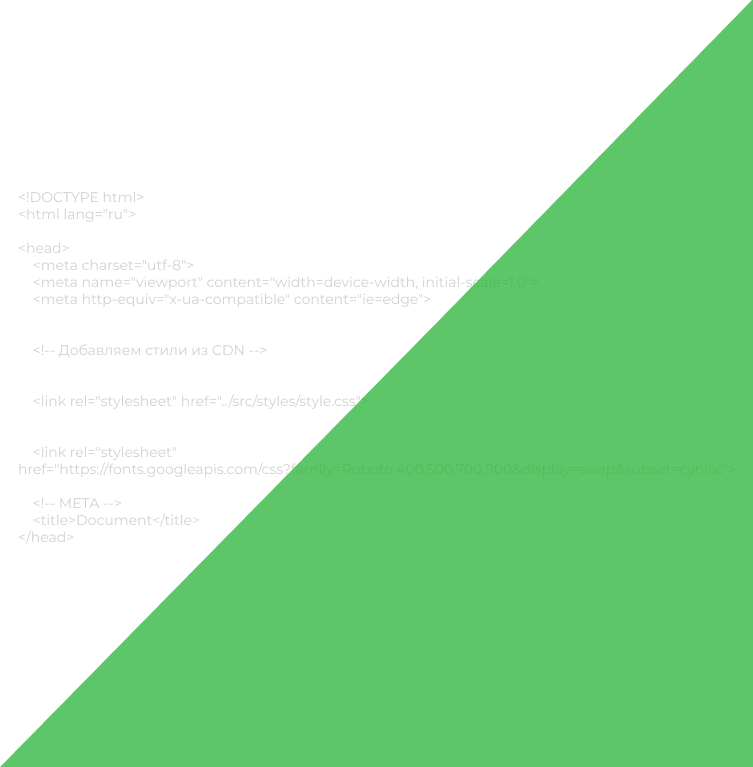 <!DOCTYPE html>
<html lang="ru">
<head>
<meta charset="utf-8">
<meta name="viewport" content="width=device-width, initial-scale=1.0">
<meta http-equiv="x-ua-compatible" content="ie=edge">
<!-- Добавляем стили из CDN -->
<link rel="stylesheet" href="../src/styles/style.css">
<link rel="stylesheet"
href="https://fonts.googleapis.com/css?family=Roboto:400,500,700,900&display=swap&subset=cyrillic">
<!-- META -->
<title>Document</title>
</head>